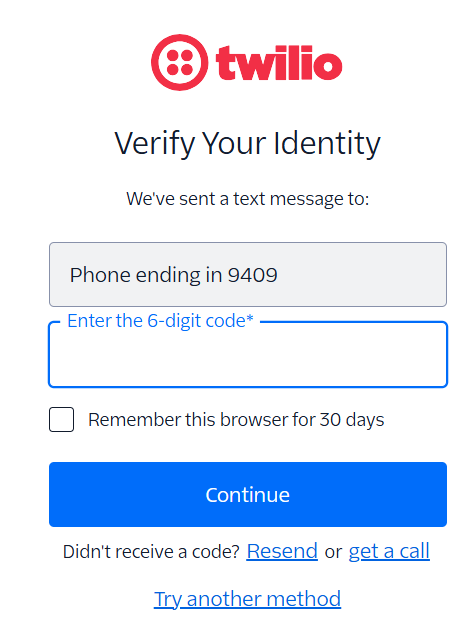 twilio
Verify Your Identity
We've sent a text message to:
Phone ending in 9409
Enter the 6-digit code*
Remember this browser for 30 days
Continue
Didn't receive a code? Resend or get a call
Try another method